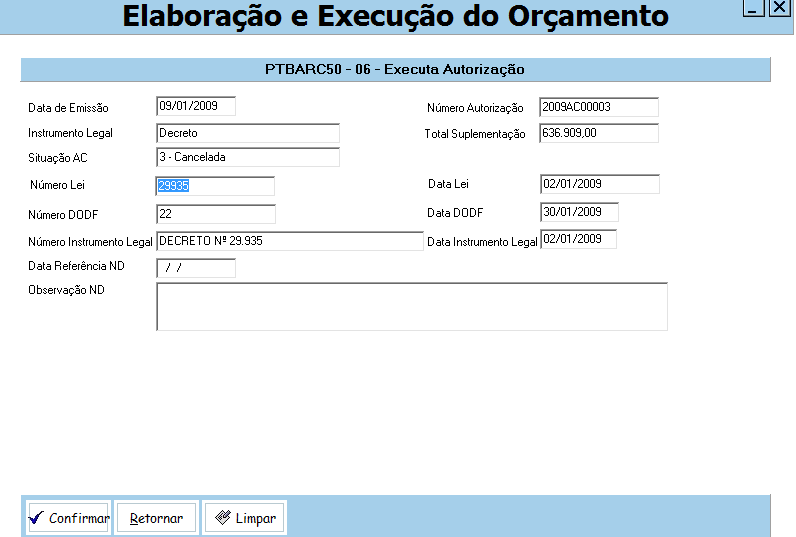 Elaboração e Execução do Orçamento
PTBARC50 - 06 - Executa Autorização
Data de Emissão 09/01/2009 Número Autorização 2009AC00003
Instrumento Legal Decreto Total Suplementação 636.909,00
Situação AC 3 - Cancelada
Número Lei 29935 Data Lei 02/01/2009
Número DODF 22 Data DODF 30/01/2009
Número Instrumento Legal DECRETO Nº 29.935 Data Instrumento Legal 02/01/2009
Data Referência ND / /
Observação ND
Confirmar Retornar Limpar